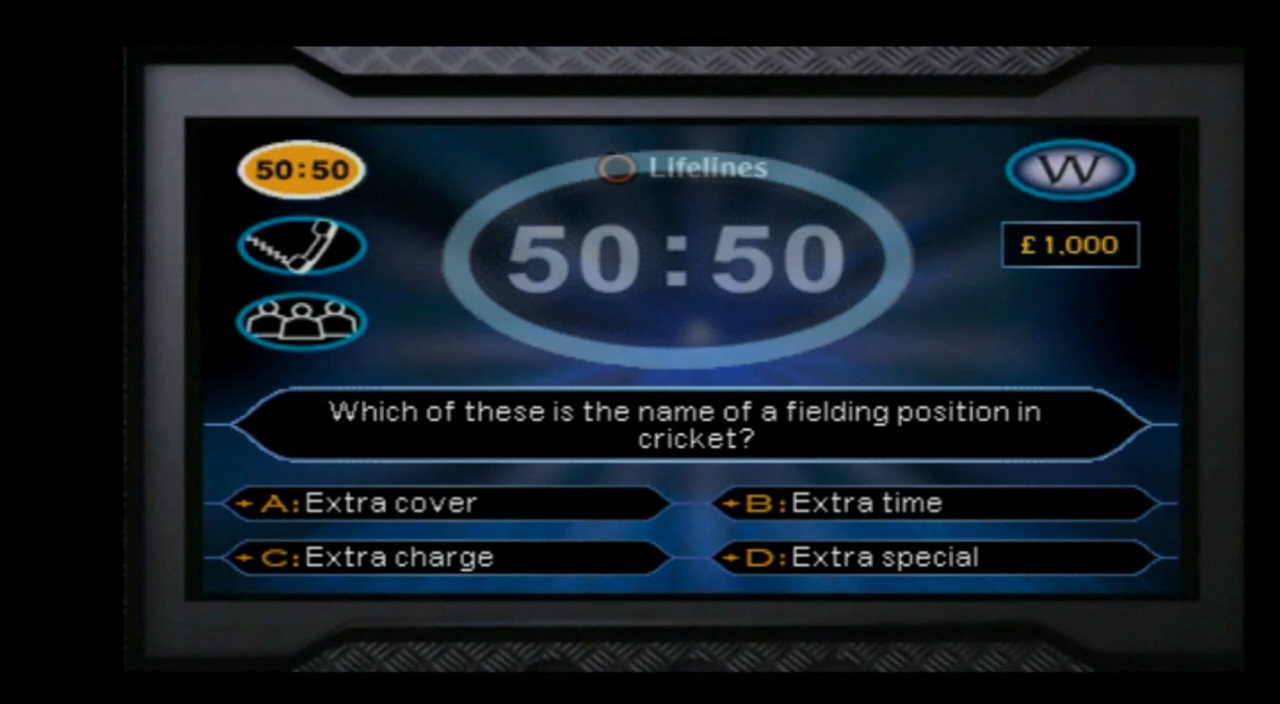 50:50
Lifelines
W
50:50
£1,000
Which of these is the name of a fielding position in
cricket?
A: Extra cover
B: Extra time
C: Extra charge
D: Extra special